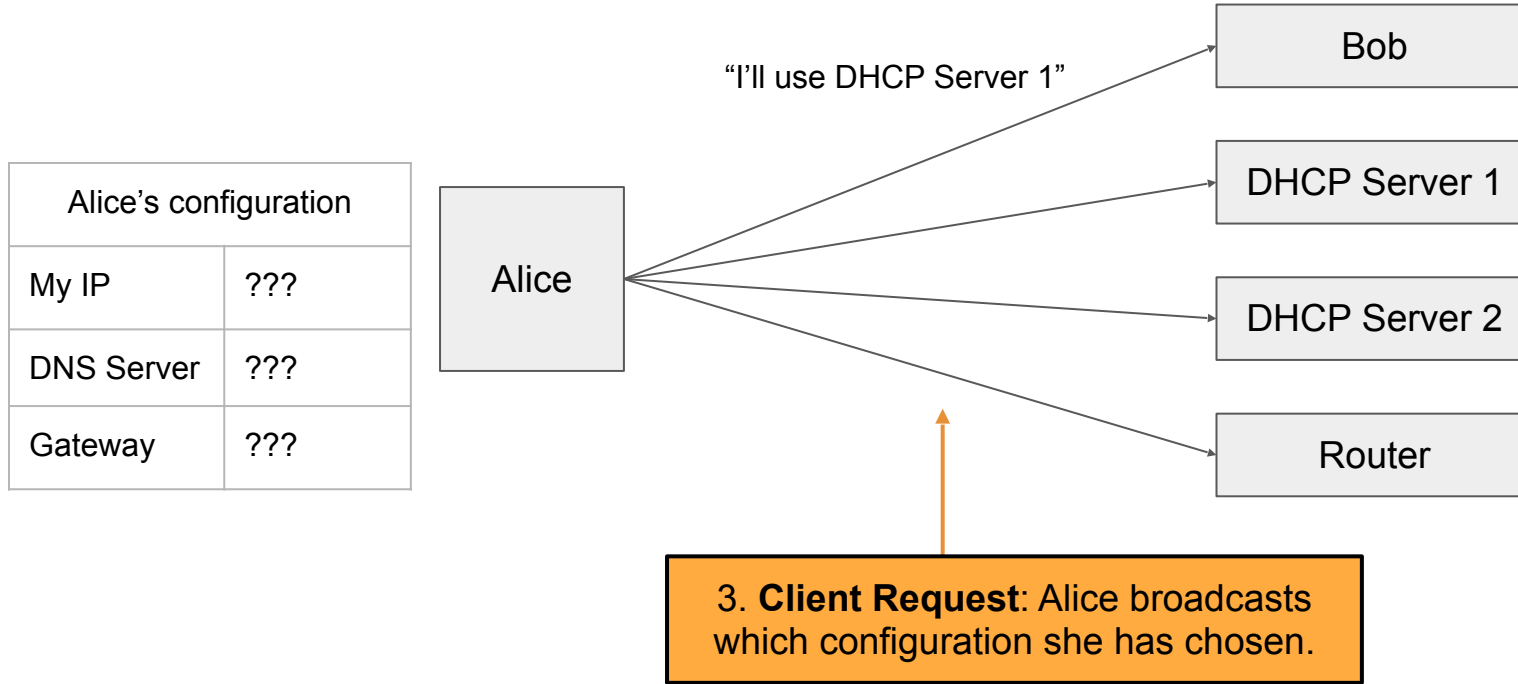 “I’ll use DHCP Server 1”
Bob
DHCP Server 1
DHCP Server 2
Router
Alice
Alice’s configuration
My IP ???
DNS Server ???
Gateway ???
3. Client Request: Alice broadcasts
which configuration she has chosen.